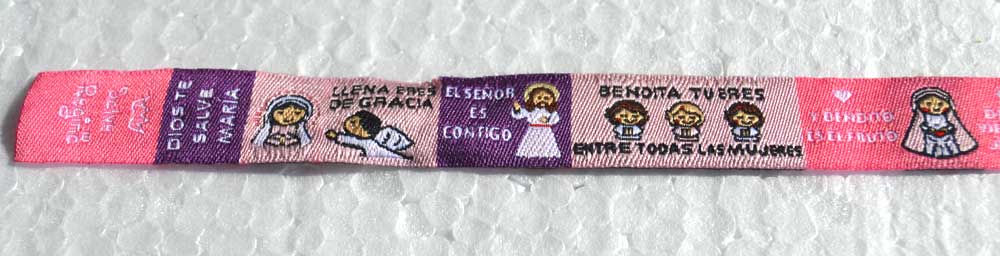 DIOS TE
SALVE
MARÍA
LLENA ERES
DE GRACIA
EL SEÑOR
ES
CONTIGO
BENDITA TU ERES
ENTRE TODAS LAS MUJERES
Y BENDITO
ES EL FRUTO